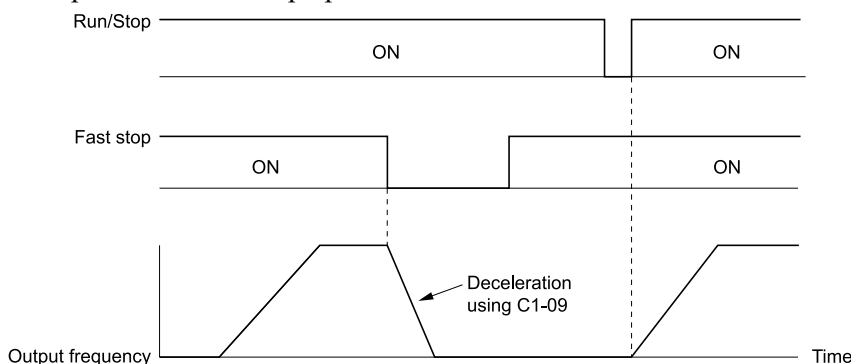 Run/Stop
ON
ON
Fast stop
ON
ON
Deceleration
using C1-09
Output frequency
Time